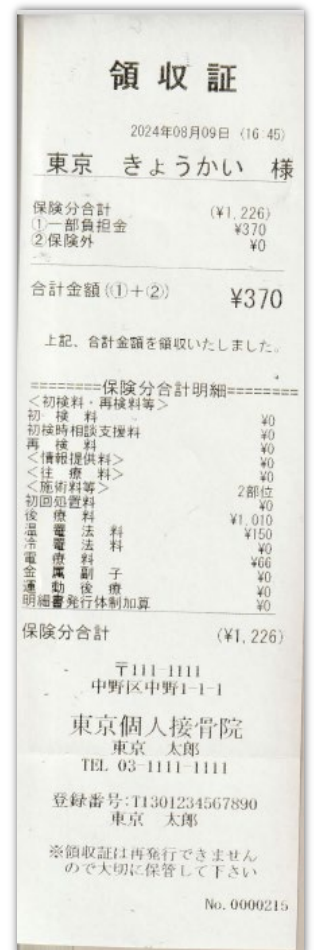 領収証
2024年08月09日 (16:45)
東京 きょうかい 様
保険分合計 (¥1,226)
①一部負担金 ¥370
②保険外 ¥0
合計金額(①+②) ¥370
上記、合計金額を領収いたしました。
========保険分合計明細========
<初検料・再検料等>
初検料 ¥0
初検時相談支援料 ¥0
再検料 ¥0
<情報提供料> ¥0
<往療料> ¥0
<施術料等> 2部位
初回処置料 ¥0
後療料 ¥1,010
温罨法料 ¥150
冷罨法料 ¥0
電療料 ¥66
金属副子 ¥0
運動後療 ¥0
明細書発行体制加算 ¥0
保険分合計 (¥1,226)
〒111-1111
中野区中野1-1-1
東京個人接骨院
東京 太郎
TEL 03-1111-1111
登録番号:T1301234567890
東京 太郎
※領収証は再発行できません
ので大切に保管して下さい
No.0000215